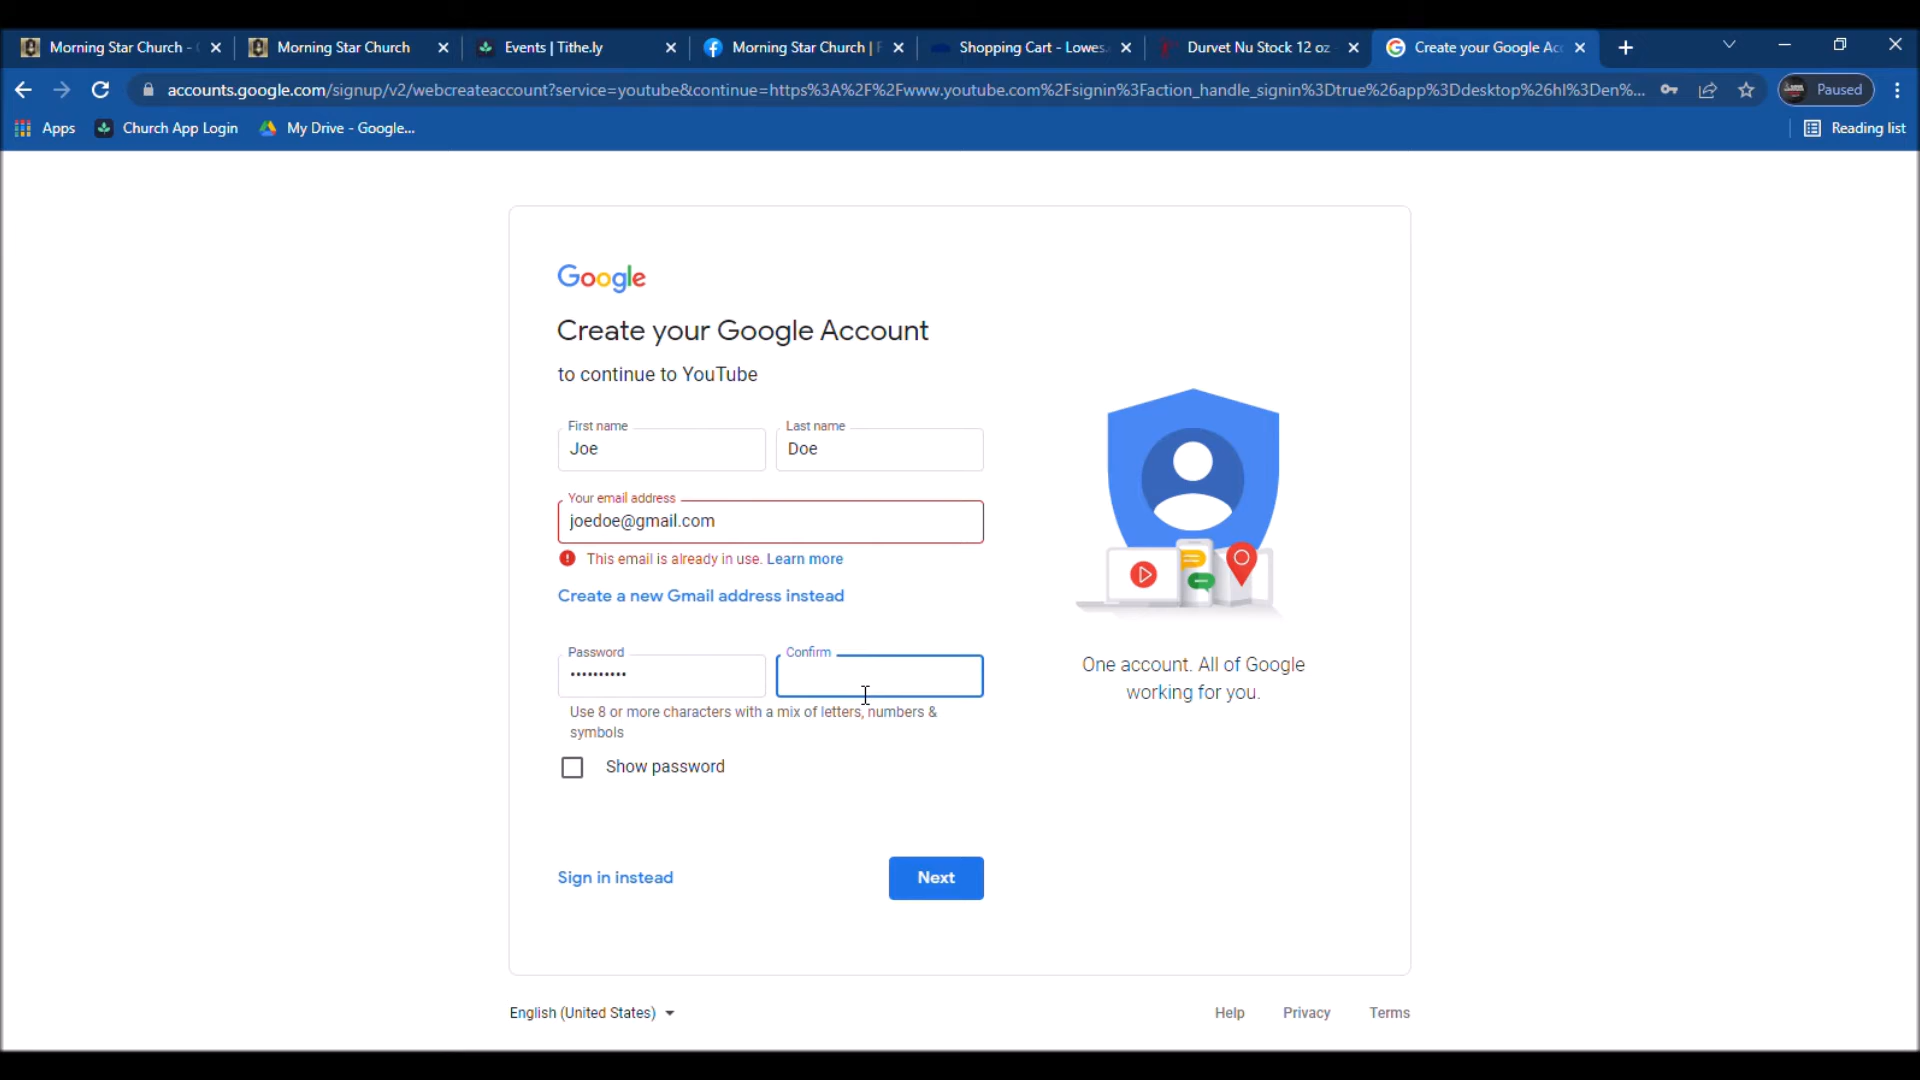 Morning Star Church -
Morning Star Church
Events | Tithe.ly
Morning Star Church |
Shopping Cart - Lowes.
Durvet Nu Stock 12 oz
Create your Google Acc
accounts.google.com/signup/v2/webcreateaccount?service=youtube&continue=https%3A%2F%2Fwww.youtube.com%2Fsignin%3Faction_handle_signin%3Dtrue%26app%3Ddesktop%26hl%3Den%...
Paused
Apps
Church App Login
My Drive - Google...
Reading list
Google
Create your Google Account
to continue to YouTube
First name
Last name
Joe
Doe
Your email address
joedoe@gmail.com
This email is already in use. Learn more
Create a new Gmail address instead
Password
Confirm
••••••••••
Use 8 or more characters with a mix of letters, numbers &
symbols
Show password
One account. All of Google
working for you.
Sign in instead
Next
English (United States)
Help
Privacy
Terms